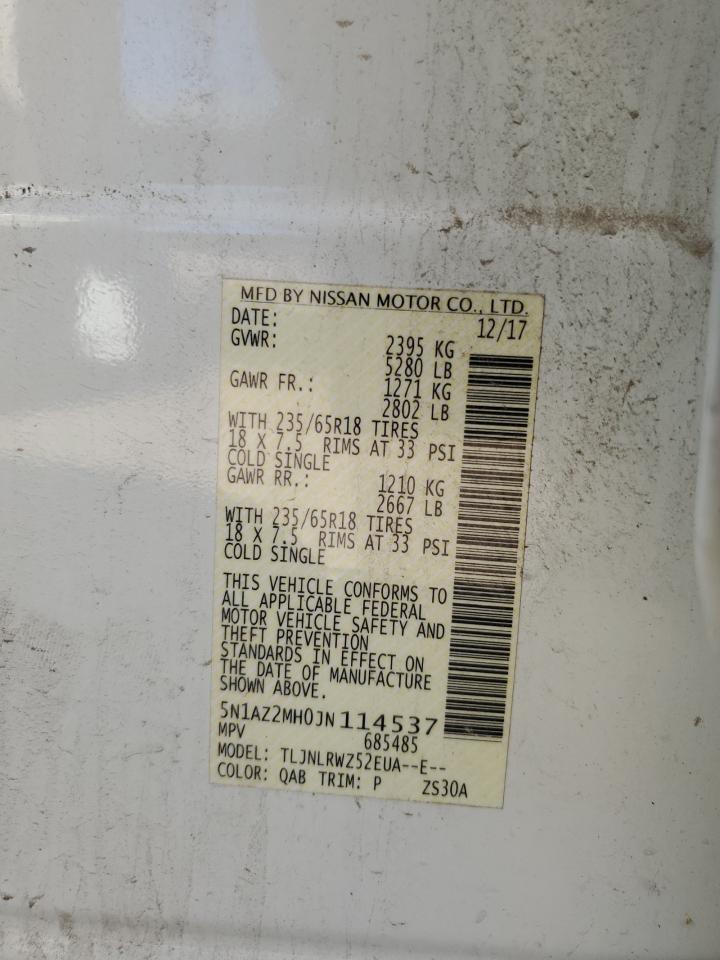 MFD BY NISSAN MOTOR CO., LTD.
DATE: 12/17
GVWR: 2395 KG
5280 LB
GAWR FR.: 1271 KG
2802 LB
WITH 235/65R18 TIRES
18 X 7.5 RIMS AT 33 PSI
COLD SINGLE
GAWR RR.: 1210 KG
2667 LB
WITH 235/65R18 TIRES
18 X 7.5 RIMS AT 33 PSI
COLD SINGLE
THIS VEHICLE CONFORMS TO
ALL APPLICABLE FEDERAL
MOTOR VEHICLE SAFETY AND
THEFT PREVENTION
STANDARDS IN EFFECT ON
THE DATE OF MANUFACTURE
SHOWN ABOVE.
5N1AZ2MH0JN114537
MPV 685485
MODEL: TLJNLRWZ52EUA--E--
COLOR: QAB TRIM: P ZS30A